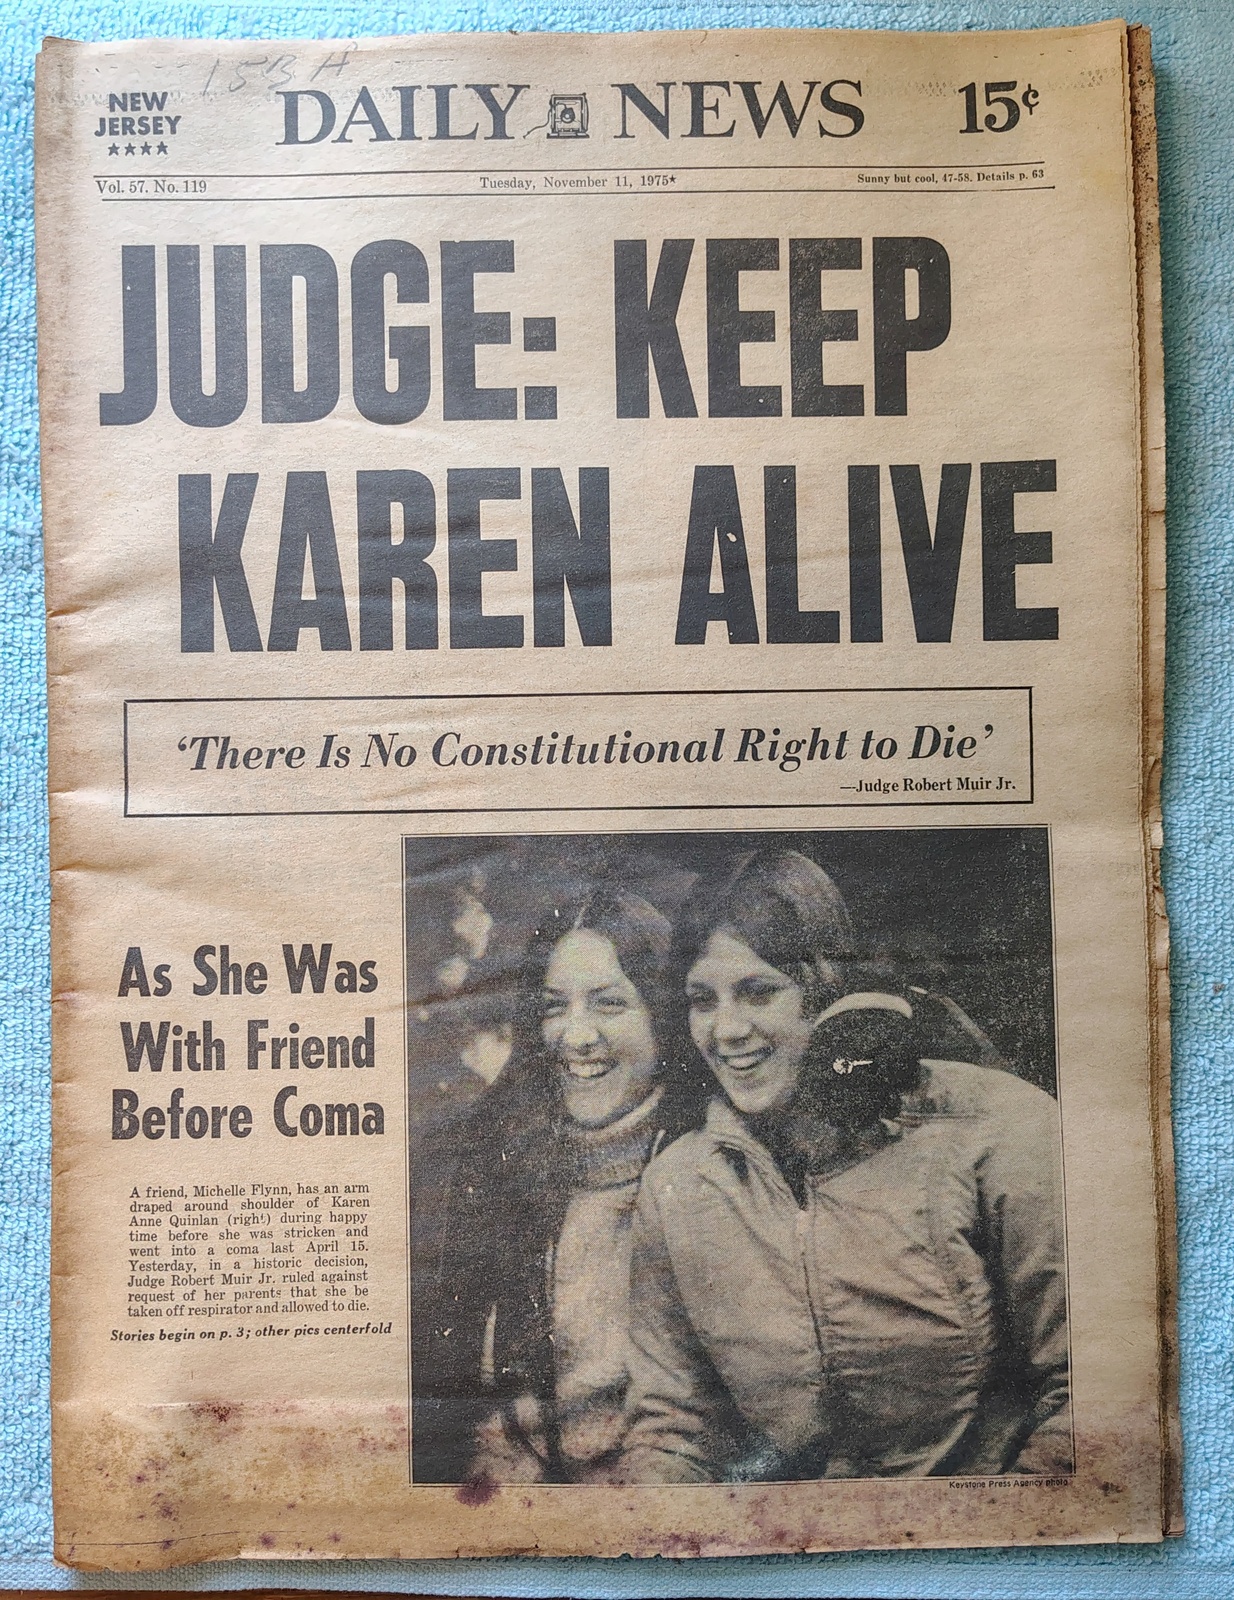 153 A
NEW
JERSEY
★★★★
DAILY NEWS
15¢
Vol. 57. No. 119
Tuesday, November 11, 1975★
Sunny but cool, 47-58. Details p. 63
JUDGE: KEEP
KAREN ALIVE
‘There Is No Constitutional Right to Die’
—Judge Robert Muir Jr.
As She Was
With Friend
Before Coma
A friend, Michelle Flynn, has an arm
draped around shoulder of Karen
Anne Quinlan (right) during happy
time before she was stricken and
went into a coma last April 15.
Yesterday, in a historic decision,
Judge Robert Muir Jr. ruled against
request of her parents that she be
taken off respirator and allowed to die.
Stories begin on p. 3; other pics centerfold
Keystone Press Agency photo